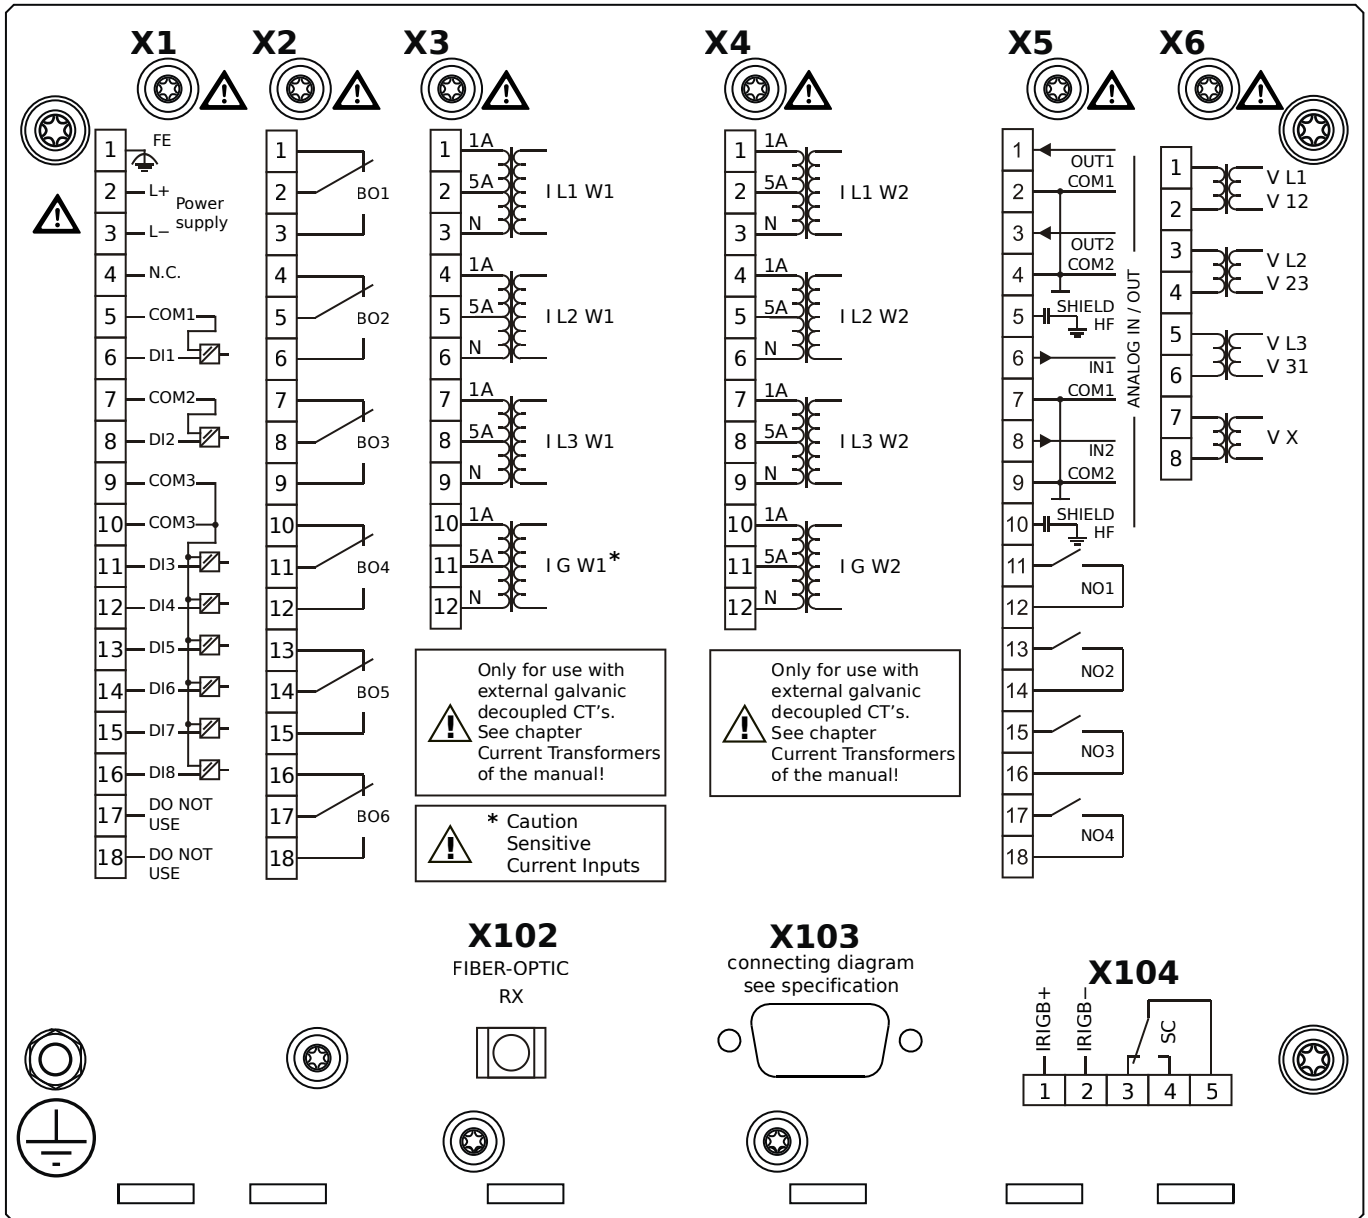 X1
X2
X3
X4
X5
X6
1 FE
2 L+
Power
supply
3 L−
4 N.C.
5 COM1
6 DI1
7 COM2
8 DI2
9 COM3
10 COM3
11 DI3
12 DI4
13 DI5
14 DI6
15 DI7
16 DI8
17 DO NOT
USE
18 DO NOT
USE
1
2 BO1
3
4
5 BO2
6
7
8 BO3
9
10
11 BO4
12
13
14 BO5
15
16
17 BO6
18
1 1A
2 5A I L1 W1
3 N
4 1A
5 5A I L2 W1
6 N
7 1A
8 5A I L3 W1
9 N
10 1A
11 5A I G W1*
12 N
Only for use with
external galvanic
decoupled CT's.
See chapter
Current Transformers
of the manual!
* Caution
Sensitive
Current Inputs
1 1A
2 5A I L1 W2
3 N
4 1A
5 5A I L2 W2
6 N
7 1A
8 5A I L3 W2
9 N
10 1A
11 5A I G W2
12 N
Only for use with
external galvanic
decoupled CT's.
See chapter
Current Transformers
of the manual!
1 OUT1
2 COM1
3 OUT2
4 COM2
5 SHIELD
HF
6 IN1
7 COM1
8 IN2
9 COM2
10 SHIELD
HF
ANALOG IN / OUT
11
NO1
12
13
NO2
14
15
NO3
16
17
NO4
18
1 V L1
2 V 12
3 V L2
4 V 23
5 V L3
6 V 31
7
V X
8
X102
FIBER-OPTIC
RX
X103
connecting diagram
see specification
X104
IRIGB+
IRIGB−
SC
1 2 3 4 5